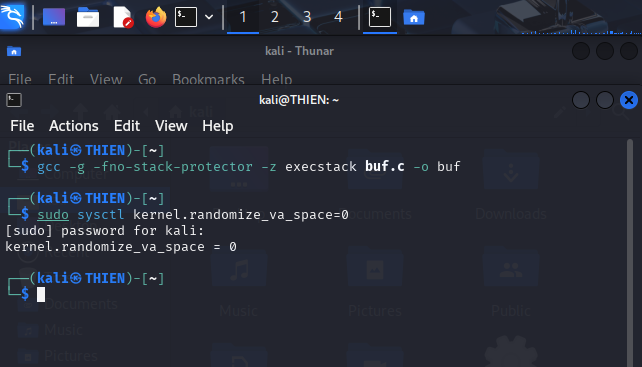 1 2 3 4
kali - Thunar
File Edit View Go Bookmarks Help
kali@THIEN: ~
File Actions Edit View Help
┌──(kali㉿THIEN)-[~]
└─$ gcc -g -fno-stack-protector -z execstack buf.c -o buf
┌──(kali㉿THIEN)-[~]
└─$ sudo sysctl kernel.randomize_va_space=0
[sudo] password for kali:
kernel.randomize_va_space = 0
┌──(kali㉿THIEN)-[~]
└─$
Documents Downloads
Music Pictures Public
Documents
Music
Pictures